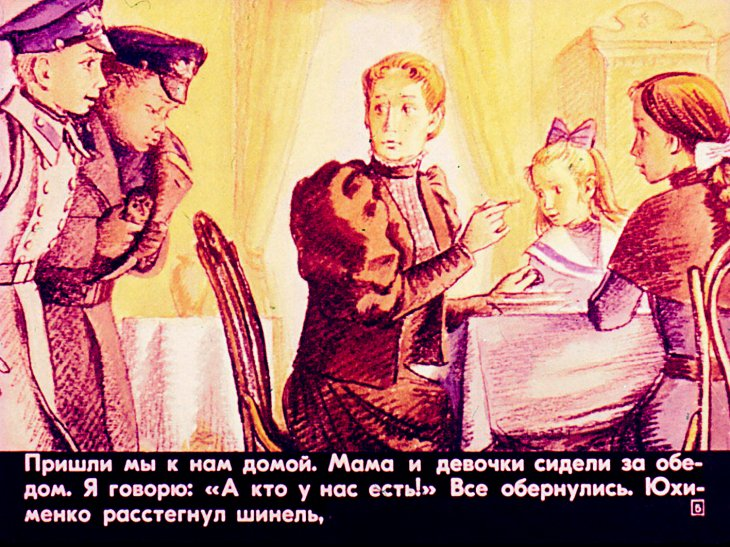 Пришли мы к нам домой. Мама и девочки сидели за обе-
дом. Я говорю: «А кто у нас есть!» Все обернулись. Юхи-
менко расстегнул шинель,
5